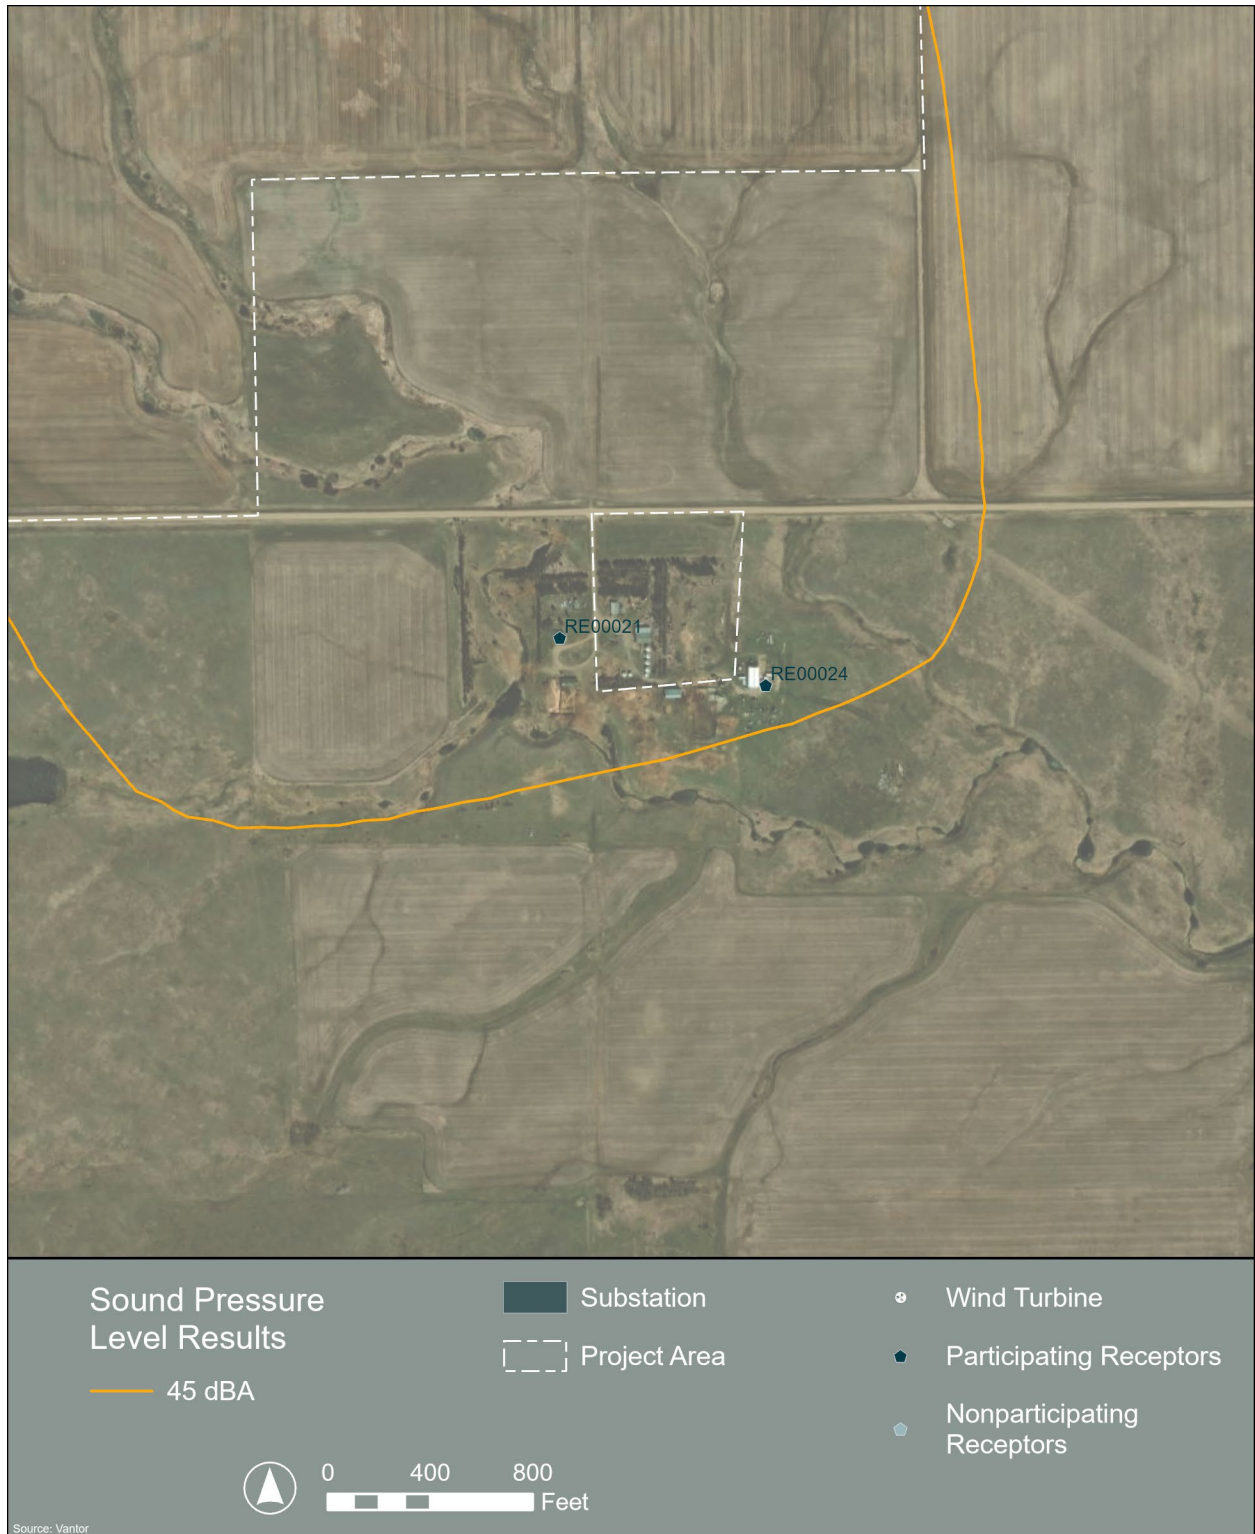 RE00021
RE00024
Sound Pressure
Level Results
45 dBA
Substation
Project Area
Wind Turbine
Participating Receptors
Nonparticipating
Receptors
0 400 800
Feet
Source: Vantor